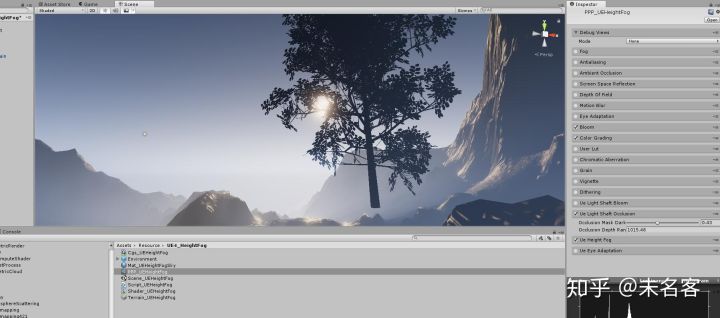 Asset Store
Game
Scene
Shaded
2D
Gizmos
All
Persp
Inspector
PPP_UEHeightFog
Open
Debug Views
Mode
None
Fog
Antialiasing
Ambient Occlusion
Screen Space Reflection
Depth Of Field
Motion Blur
Eye Adaptation
Bloom
Color Grading
User Lut
Chromatic Aberration
Grain
Vignette
Dithering
Ue Light Shaft Bloom
Ue Light Shaft Occlusion
Occlusion Mask Dark
0.43
Occlusion Depth Ran 1015.48
Ue Height Fog
Ue Eye Adaptation
Console
Assets ▸ Resource ▸ UE4_HeightFog
Cgs_UEHeightFog
Environment
Mat_UEHeightFogSky
PPP_UEHeightFog
Scene_UEHeightFog
Script_UEHeightFog
Shader_UEHeightFog
Terrain_UEHeightFog
知乎 @末名客